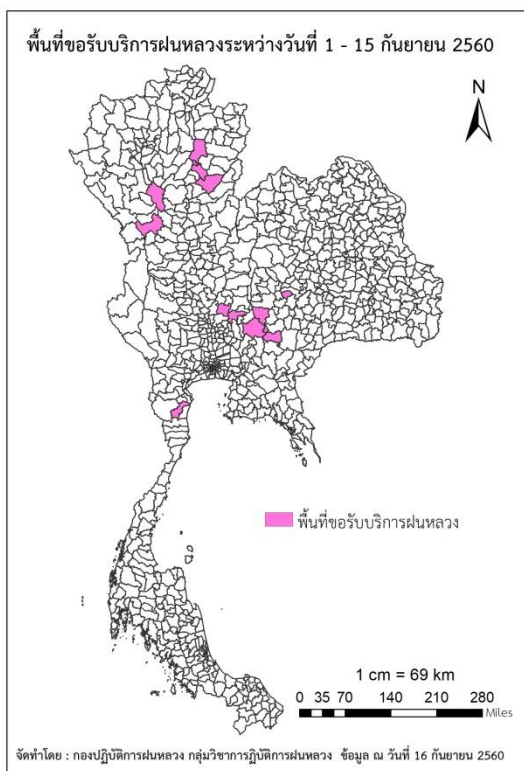 พื้นที่ขอรับบริการฝนหลวงระหว่างวันที่ 1 - 15 กันยายน 2560
N
พื้นที่ขอรับบริการฝนหลวง
1 cm = 69 km
0 35 70 140 210 280
Miles
จัดทำโดย : กองปฏิบัติการฝนหลวง กลุ่มวิชาการฏิบัติการฝนหลวง ข้อมูล ณ วันที่ 16 กันยายน 2560